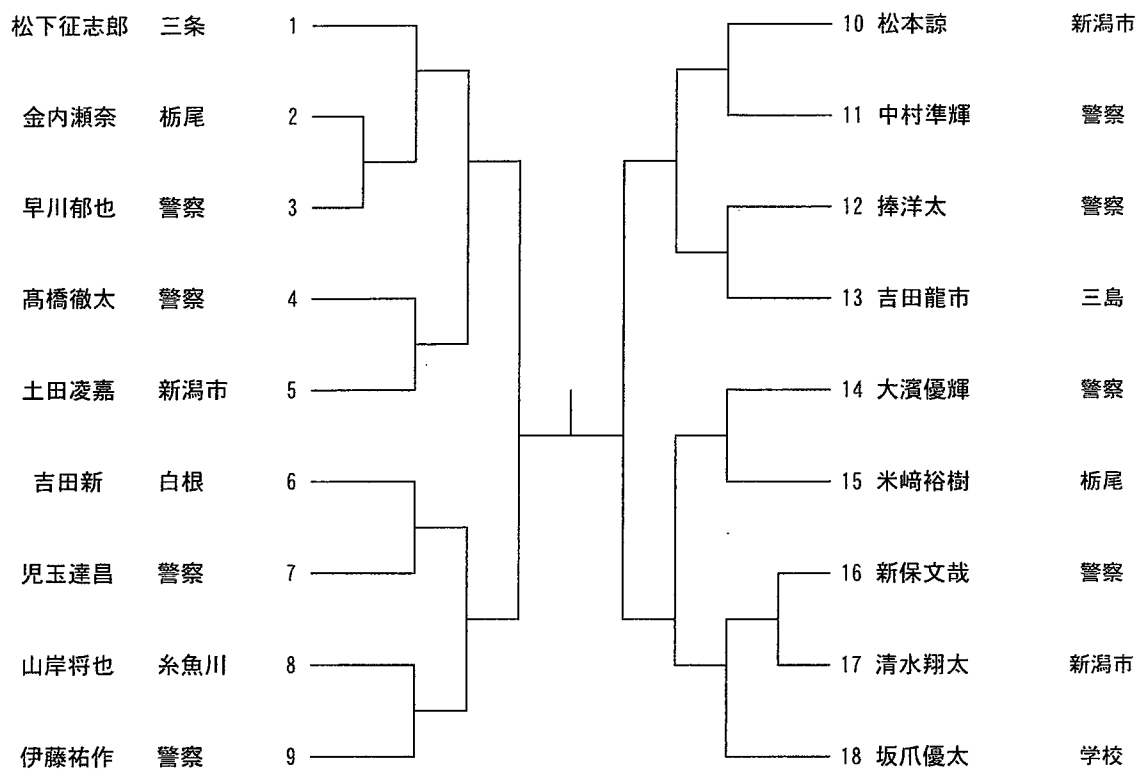 松下征志郎 三条 1
金内瀬奈 栃尾 2
早川郁也 警察 3
髙橋徹太 警察 4
土田凌嘉 新潟市 5
吉田新 白根 6
児玉達昌 警察 7
山岸将也 糸魚川 8
伊藤祐作 警察 9
10 松本諒 新潟市
11 中村準輝 警察
12 捧洋太 警察
13 吉田龍市 三島
14 大濱優輝 警察
15 米﨑裕樹 栃尾
16 新保文哉 警察
17 清水翔太 新潟市
18 坂爪優太 学校